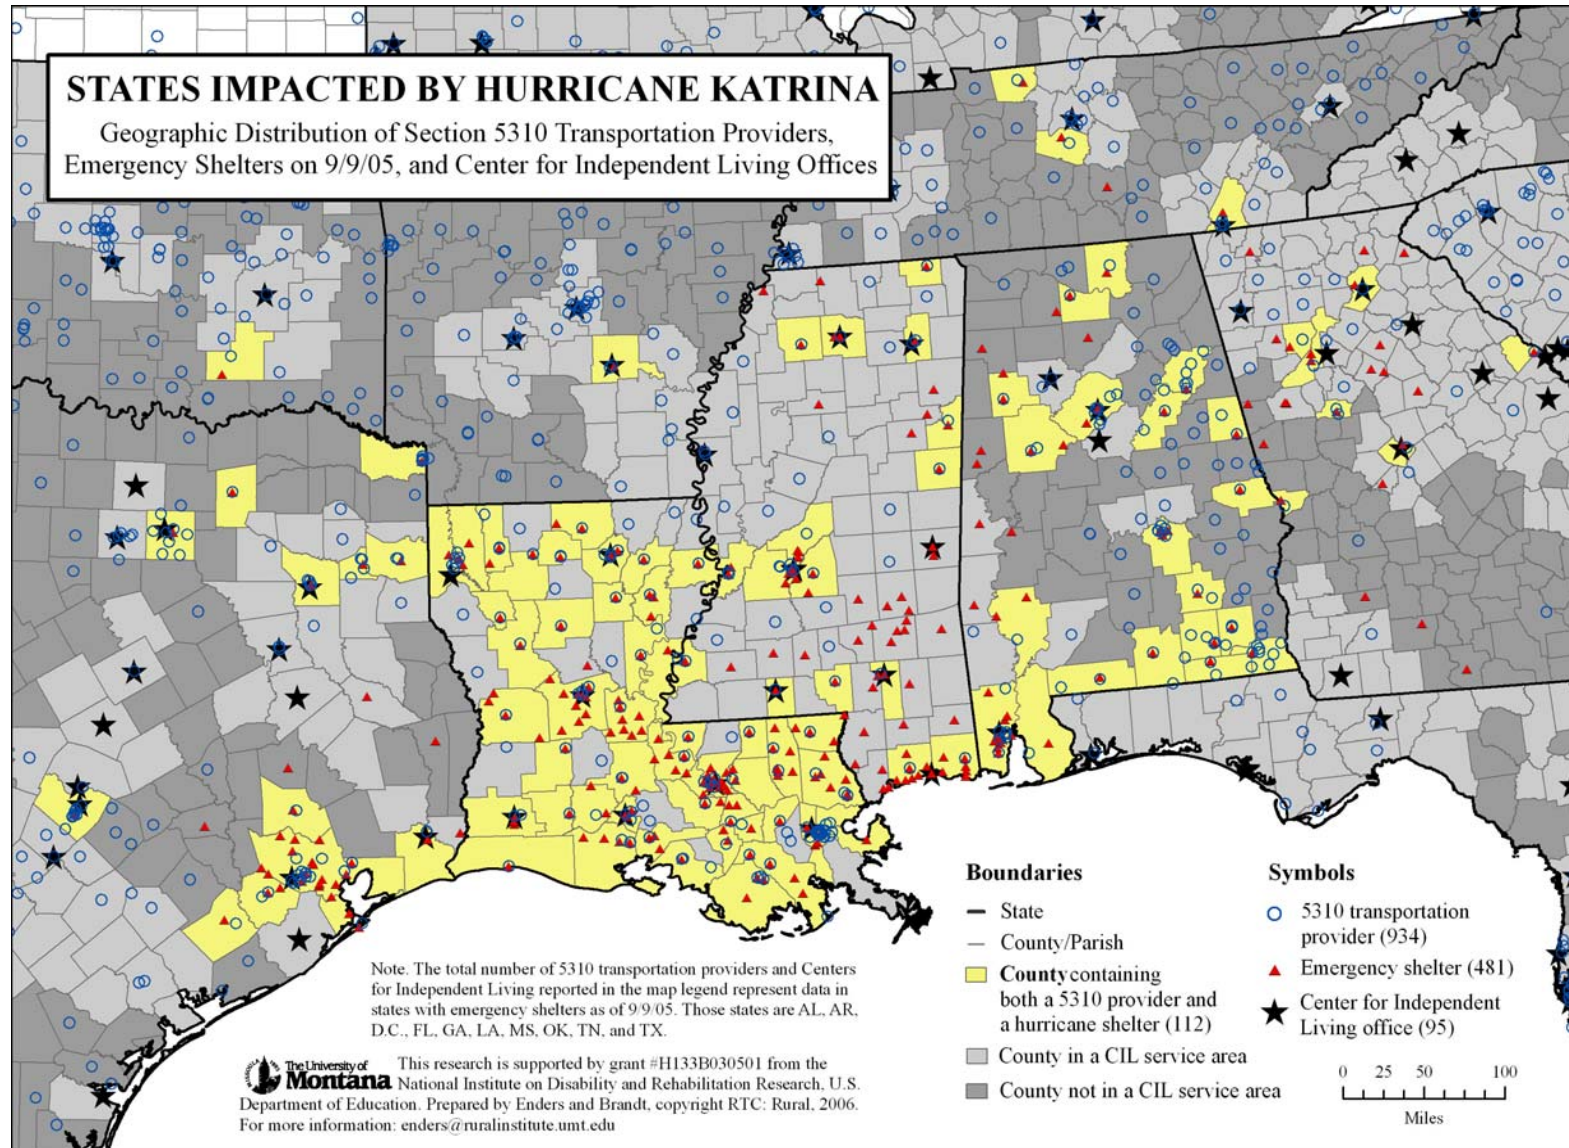 STATES IMPACTED BY HURRICANE KATRINA
Geographic Distribution of Section 5310 Transportation Providers,
Emergency Shelters on 9/9/05, and Center for Independent Living Offices
Boundaries
State
County/Parish
County containing
both a 5310 provider and
a hurricane shelter (112)
County in a CIL service area
County not in a CIL service area
Symbols
5310 transportation
provider (934)
Emergency shelter (481)
Center for Independent
Living office (95)
0 25 50 100
Miles
Note. The total number of 5310 transportation providers and Centers
for Independent Living reported in the map legend represent data in
states with emergency shelters as of 9/9/05. Those states are AL, AR,
D.C., FL, GA, LA, MS, OK, TN, and TX.
The University of
Montana
This research is supported by grant #H133B030501 from the
National Institute on Disability and Rehabilitation Research, U.S.
Department of Education. Prepared by Enders and Brandt, copyright RTC: Rural, 2006.
For more information: enders@ruralinstitute.umt.edu